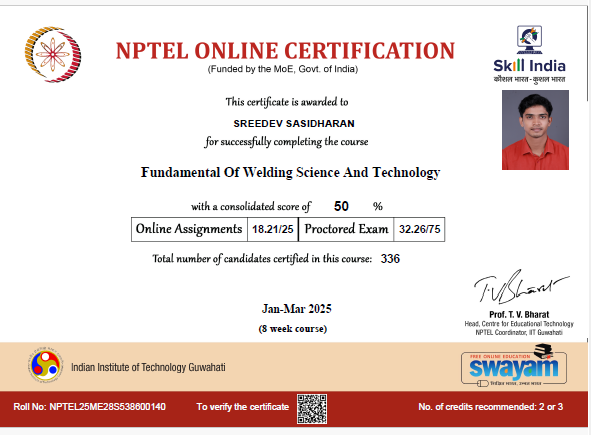 NPTEL ONLINE CERTIFICATION
(Funded by the MoE, Govt. of India)
Skill India
कौशल भारत - कुशल भारत
This certificate is awarded to
SREEDEV SASIDHARAN
for successfully completing the course
Fundamental Of Welding Science And Technology
with a consolidated score of 50 %
Online Assignments 18.21/25 Proctored Exam 32.26/75
Total number of candidates certified in this course: 336
Jan-Mar 2025
(8 week course)
T.V. Bharat
Prof. T. V. Bharat
Head, Centre for Educational Technology
NPTEL Coordinator, IIT Guwahati
Indian Institute of Technology Guwahati
FREE ONLINE EDUCATION
swayam
शिक्षित भारत, उन्नत भारत
Roll No: NPTEL25ME28S538600140
To verify the certificate
No. of credits recommended: 2 or 3